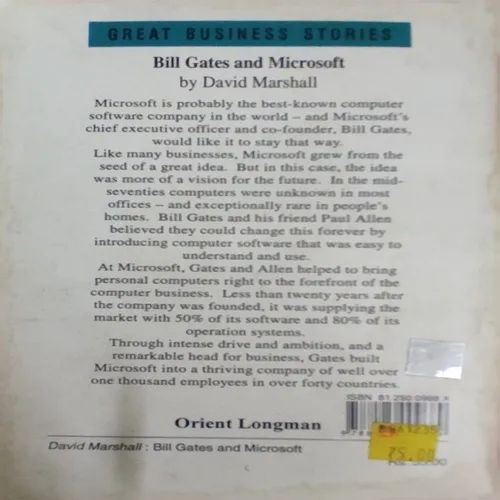 GREAT BUSINESS STORIES
Bill Gates and Microsoft
by David Marshall
Microsoft is probably the best-known computer
software company in the world – and Microsoft's
chief executive officer and co-founder, Bill Gates,
would like it to stay that way.
Like many businesses, Microsoft grew from the
seed of a great idea. But in this case, the idea
was more of a vision for the future. In the mid-
seventies computers were unknown in most
offices – and exceptionally rare in people's
homes. Bill Gates and his friend Paul Allen
believed they could change this forever by
introducing computer software that was easy to
understand and use.
At Microsoft, Gates and Allen helped to bring
personal computers right to the forefront of the
computer business. Less than twenty years after
the company was founded, it was supplying the
market with 50% of its software and 80% of its
operation systems.
Through intense drive and ambition, and a
remarkable head for business, Gates built
Microsoft into a thriving company of well over
one thousand employees in over forty countries.
ISBN 81 250 0988 X
Orient Longman
75.00
David Marshall : Bill Gates and Microsoft